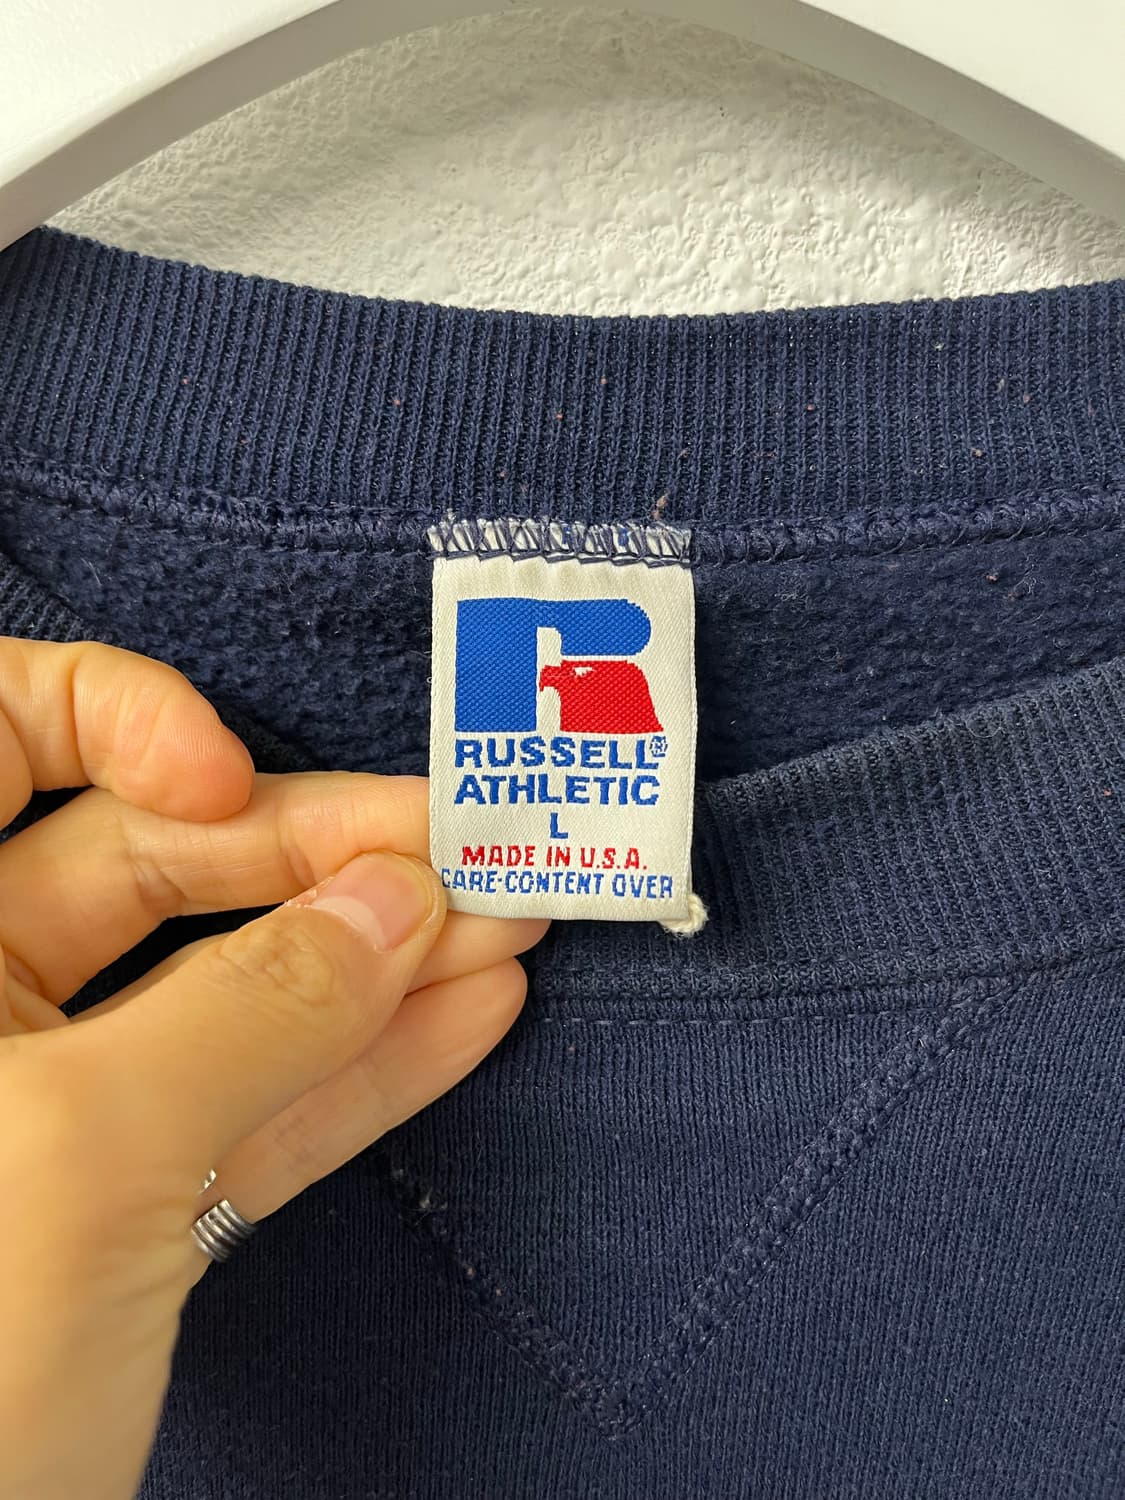 RUSSELL®
ATHLETIC
L
MADE IN U.S.A.
CARE-CONTENT OVER